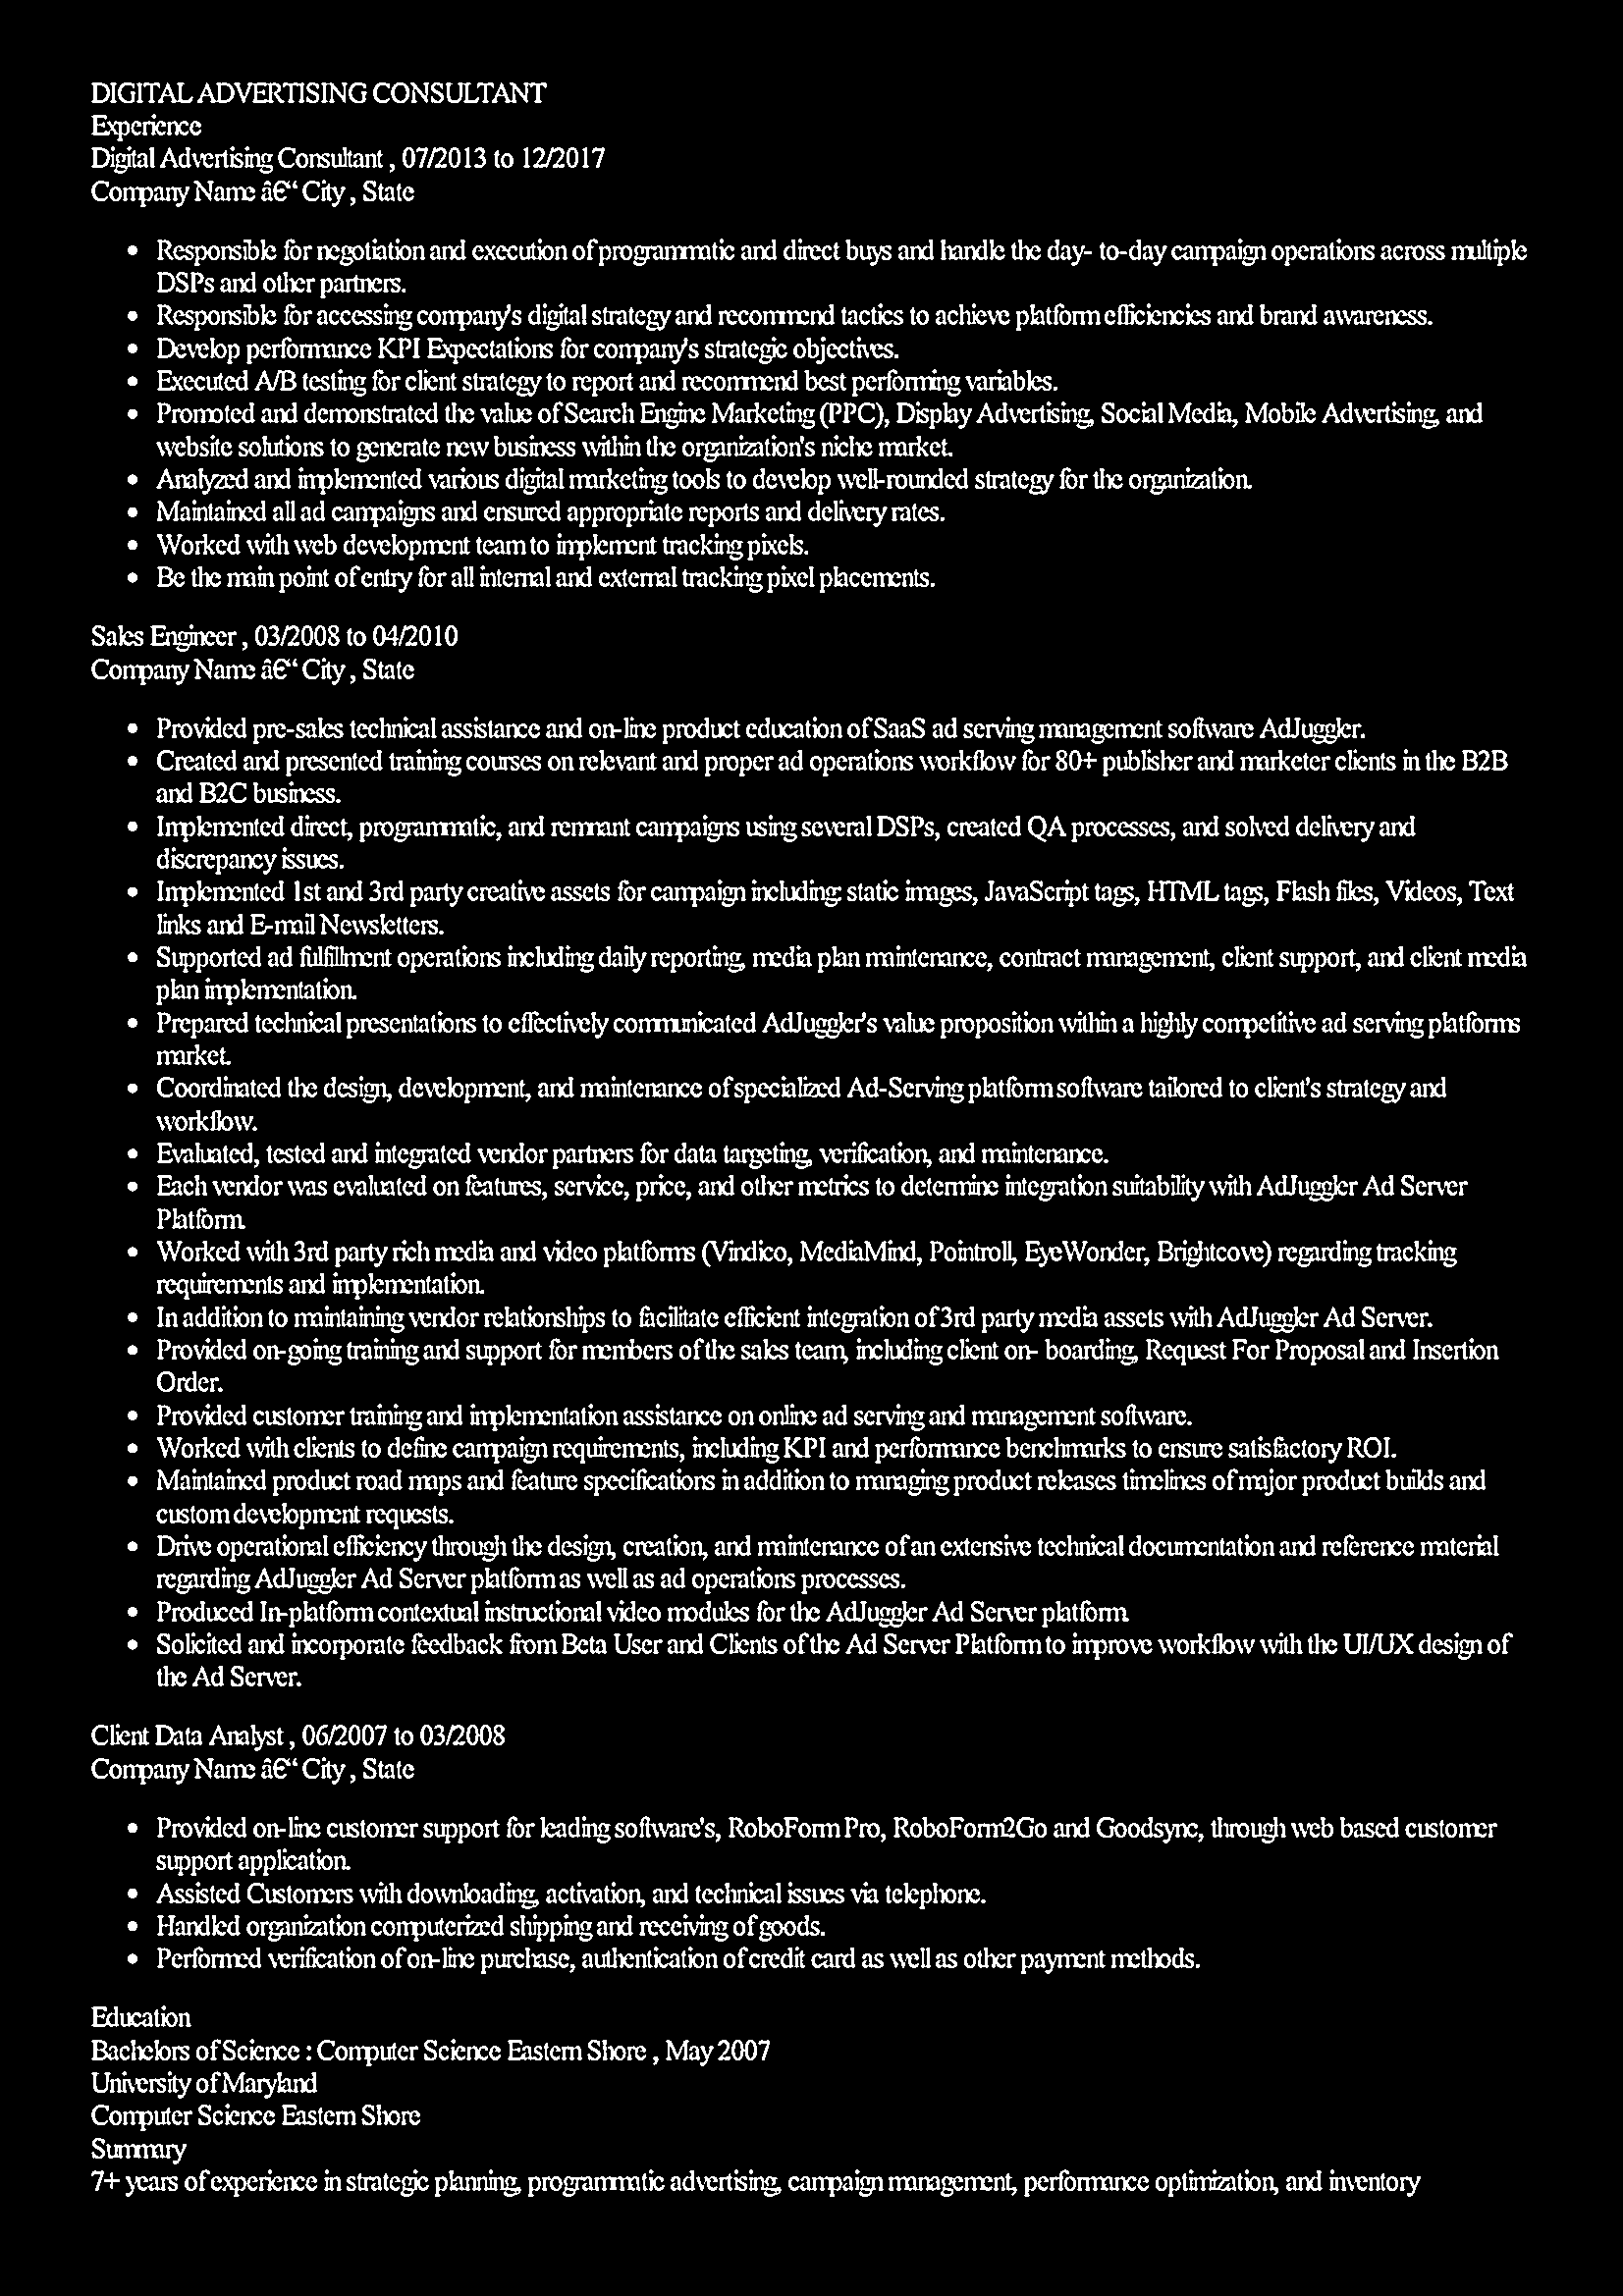 DIGITAL ADVERTISING CONSULTANT
Experience
Digital Advertising Consultant , 07/2013 to 12/2017
Company Name â€“ City , State
• Responsible for negotiation and execution of programmatic and direct buys and handle the day- to-day campaign operations across multiple
DSPs and other partners.
• Responsible for accessing company's digital strategy and recommend tactics to achieve platform efficiencies and brand awareness.
• Develop performance KPI Expectations for company's strategic objectives.
• Executed A/B testing for client strategy to report and recommend best performing variables.
• Promoted and demonstrated the value of Search Engine Marketing (PPC), Display Advertising, Social Media, Mobile Advertising, and
website solutions to generate new business within the organization's niche market.
• Analyzed and implemented various digital marketing tools to develop well-rounded strategy for the organization.
• Maintained all ad campaigns and ensured appropriate reports and delivery rates.
• Worked with web development team to implement tracking pixels.
• Be the main point of entry for all internal and external tracking pixel placements.
Sales Engineer , 03/2008 to 04/2010
Company Name â€“ City , State
• Provided pre-sales technical assistance and on-line product education of SaaS ad serving management software AdJuggler.
• Created and presented training courses on relevant and proper ad operations workflow for 80+ publisher and marketer clients in the B2B
and B2C business.
• Implemented direct, programmatic, and remnant campaigns using several DSPs, created QA processes, and solved delivery and
discrepancy issues.
• Implemented 1st and 3rd party creative assets for campaign including: static images, JavaScript tags, HTML tags, Flash files, Videos, Text
links and E-mail Newsletters.
• Supported ad fulfillment operations including daily reporting, media plan maintenance, contract management, client support, and client media
plan implementation.
• Prepared technical presentations to effectively communicated AdJuggler's value proposition within a highly competitive ad serving platforms
market.
• Coordinated the design, development, and maintenance of specialized Ad-Serving platform software tailored to client's strategy and
workflow.
• Evaluated, tested and integrated vendor partners for data targeting, verification, and maintenance.
• Each vendor was evaluated on features, service, price, and other metrics to determine integration suitability with AdJuggler Ad Server
Platform.
• Worked with 3rd party rich media and video platforms (Vindico, MediaMind, Pointroll, EyeWonder, Brightcove) regarding tracking
requirements and implementation.
• In addition to maintaining vendor relationships to facilitate efficient integration of 3rd party media assets with AdJuggler Ad Server.
• Provided on-going training and support for members of the sales team, including client on- boarding, Request For Proposal and Insertion
Order.
• Provided customer training and implementation assistance on online ad serving and management software.
• Worked with clients to define campaign requirements, including KPI and performance benchmarks to ensure satisfactory ROI.
• Maintained product road maps and feature specifications in addition to managing product releases timelines of major product builds and
custom development requests.
• Drive operational efficiency through the design, creation, and maintenance of an extensive technical documentation and reference material
regarding AdJuggler Ad Server platform as well as ad operations processes.
• Produced In-platform contextual instructional video modules for the AdJuggler Ad Server platform.
• Solicited and incorporate feedback from Beta User and Clients of the Ad Server Platform to improve workflow with the UI/UX design of
the Ad Server.
Client Data Analyst , 06/2007 to 03/2008
Company Name â€“ City , State
• Provided on-line customer support for leading software's, RoboForm Pro, RoboForm2Go and Goodsync, through web based customer
support application.
• Assisted Customers with downloading, activation, and technical issues via telephone.
• Handled organization computerized shipping and receiving of goods.
• Performed verification of on-line purchase, authentication of credit card as well as other payment methods.
Education
Bachelors of Science : Computer Science Eastern Shore , May 2007
University of Maryland
Computer Science Eastern Shore
Summary
7+ years of experience in strategic planning, programmatic advertising, campaign management, performance optimization, and inventory